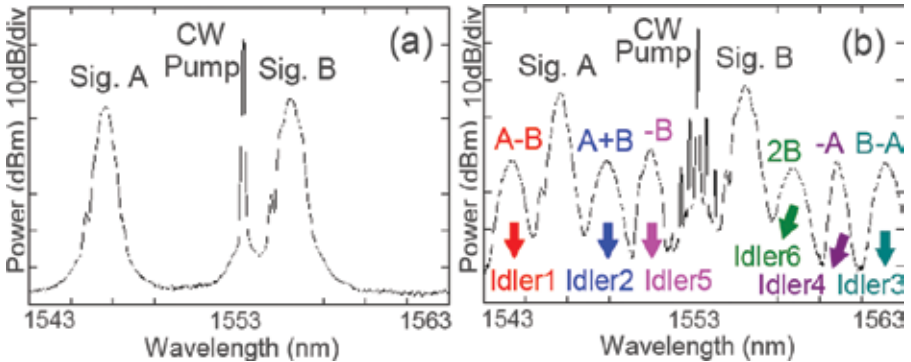 (a)
CW
Pump
Sig. A
Sig. B
Power (dBm) 10dB/div
1543
1553
1563
Wavelength (nm)
(b)
CW
Pump
Sig. A
Sig. B
A-B
A+B
-B
2B
-A
B-A
Idler1
Idler2
Idler5
Idler6
Idler4
Idler3
Power (dBm) 10dB/div
1543
1553
1563
Wavelength (nm)